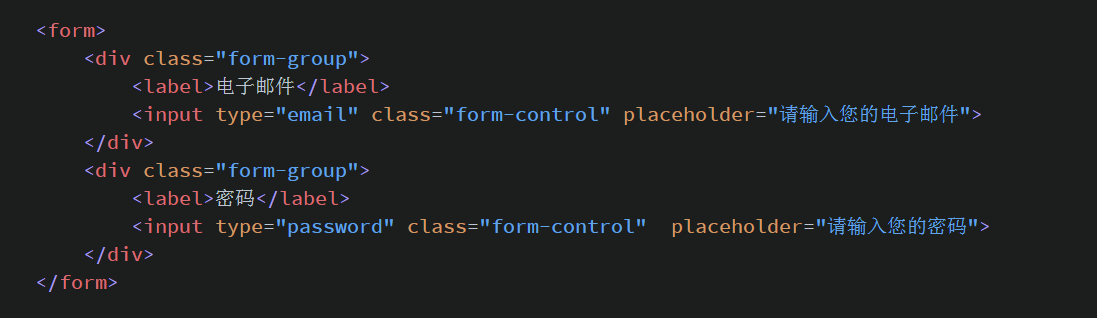 <form>
    <div class="form-group">
        <label>电子邮件</label>
        <input type="email" class="form-control" placeholder="请输入您的电子邮件">
    </div>
    <div class="form-group">
        <label>密码</label>
        <input type="password" class="form-control"  placeholder="请输入您的密码">
    </div>
</form>